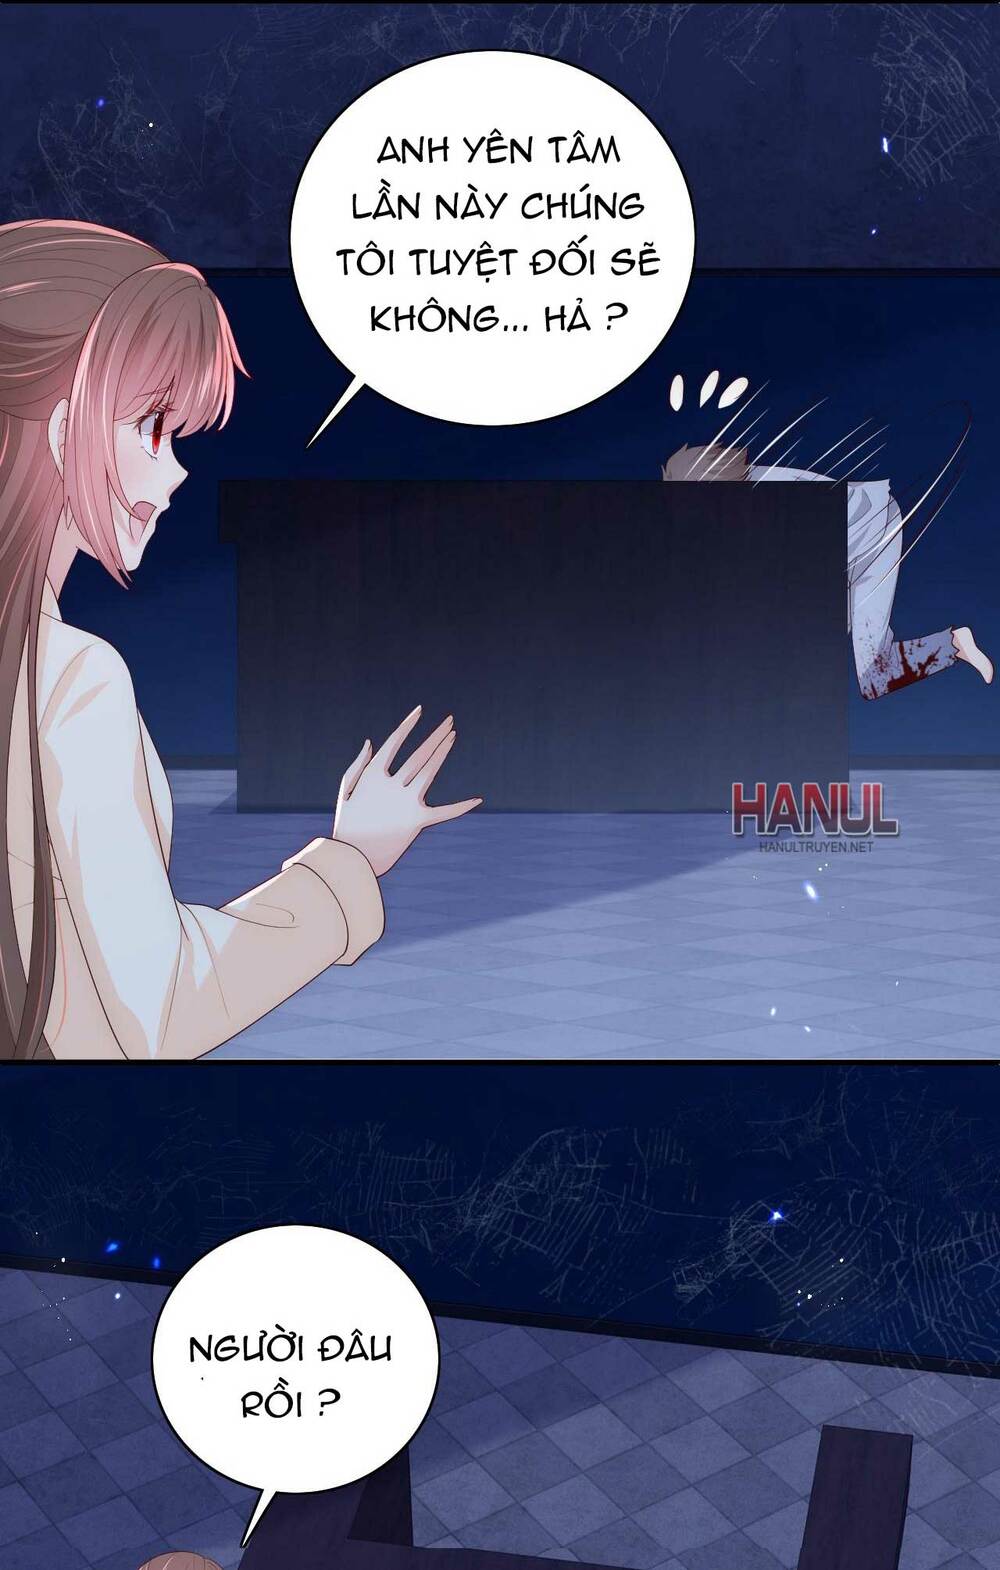 ANH YÊN TÂM
LẦN NÀY CHÚNG
TÔI TUYỆT ĐỐI SẼ
KHÔNG... HẢ ?
HANUL
HANULTRUYEN.NET
NGƯỜI ĐÂU
RỒI ?